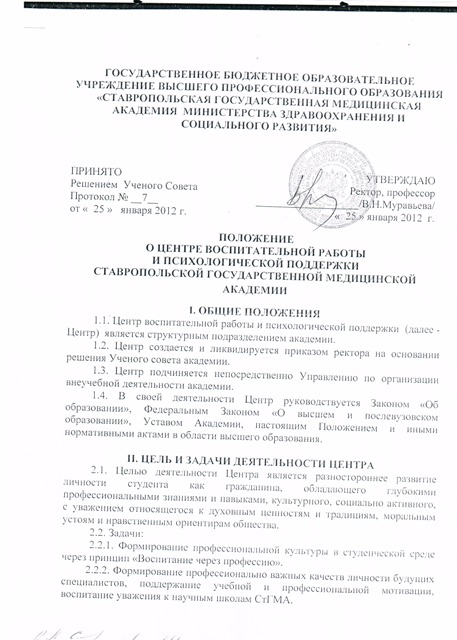 ГОСУДАРСТВЕННОЕ БЮДЖЕТНОЕ ОБРАЗОВАТЕЛЬНОЕ
УЧРЕЖДЕНИЕ ВЫСШЕГО ПРОФЕССИОНАЛЬНОГО ОБРАЗОВАНИЯ
«СТАВРОПОЛЬСКАЯ ГОСУДАРСТВЕННАЯ МЕДИЦИНСКАЯ
АКАДЕМИЯ МИНИСТЕРСТВА ЗДРАВООХРАНЕНИЯ И
СОЦИАЛЬНОГО РАЗВИТИЯ»
ПРИНЯТО
Решением Ученого Совета
Протокол № __7__
от « 25 » января 2012 г.
УТВЕРЖДАЮ
Ректор, профессор
/В.Н.Муравьева/
« 25 » января 2012 г.
ПОЛОЖЕНИЕ
О ЦЕНТРЕ ВОСПИТАТЕЛЬНОЙ РАБОТЫ
И ПСИХОЛОГИЧЕСКОЙ ПОДДЕРЖКИ
СТАВРОПОЛЬСКОЙ ГОСУДАРСТВЕННОЙ МЕДИЦИНСКОЙ
АКАДЕМИИ
I. ОБЩИЕ ПОЛОЖЕНИЯ
1.1. Центр воспитательной работы и психологической поддержки (далее -
Центр) является структурным подразделением академии.
1.2. Центр создается и ликвидируется приказом ректора на основании
решения Ученого совета академии.
1.3. Центр подчиняется непосредственно Управлению по организации
внеучебной деятельности академии.
1.4. В своей деятельности Центр руководствуется Законом «Об
образовании», Федеральным Законом «О высшем и послевузовском
образовании», Уставом Академии, настоящим Положением и иными
нормативными актами в области высшего образования.
II. ЦЕЛЬ И ЗАДАЧИ ДЕЯТЕЛЬНОСТИ ЦЕНТРА
2.1. Целью деятельности Центра является разностороннее развитие
личности студента как гражданина, обладающего глубокими
профессиональными знаниями и навыками, культурного, социально активного,
с уважением относящегося к духовным ценностям и традициям, моральным
устоям и нравственным ориентирам общества.
2.2. Задачи:
2.2.1. Формирование профессиональной культуры в студенческой среде
через принцип «Воспитание через профессию».
2.2.2. Формирование профессионально важных качеств личности будущих
специалистов, поддержание учебной и профессиональной мотивации,
воспитание уважения к научным школам СтГМА.